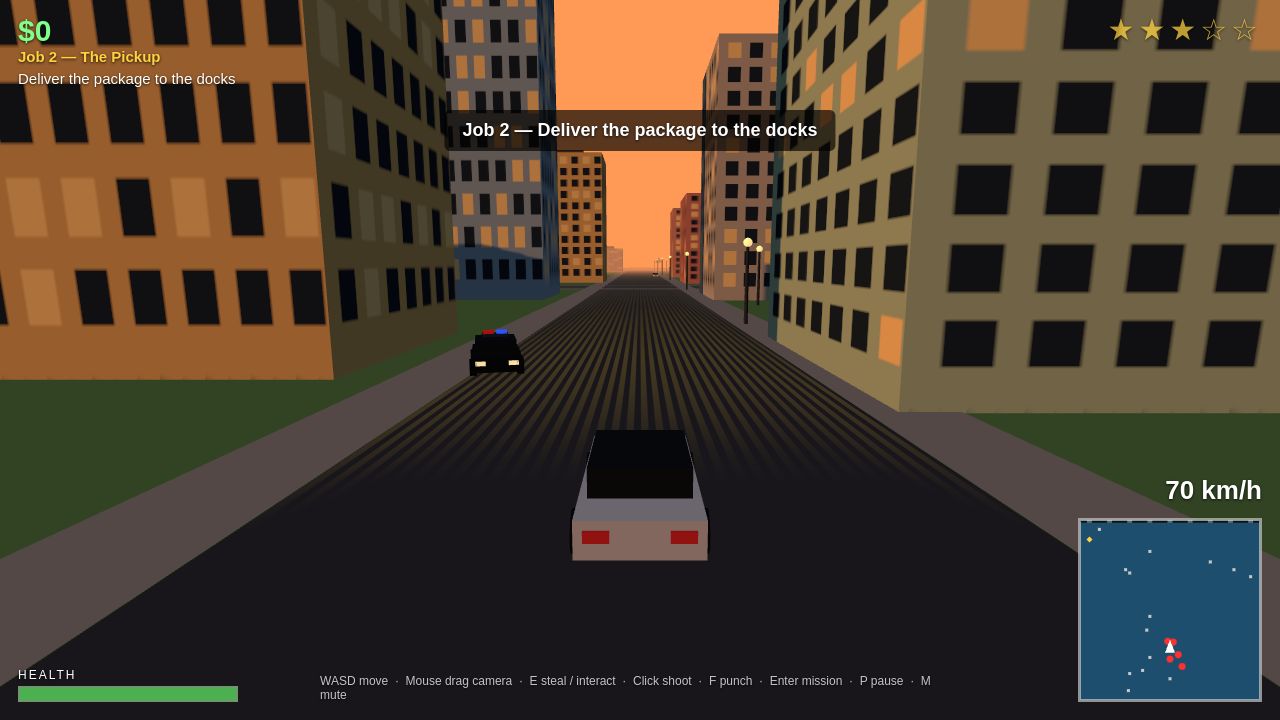 $0
Job 2 — The Pickup
Deliver the package to the docks
★★★☆☆
Job 2 — Deliver the package to the docks
70 km/h
HEALTH
WASD move · Mouse drag camera · E steal / interact · Click shoot · F punch · Enter mission · P pause · M
mute